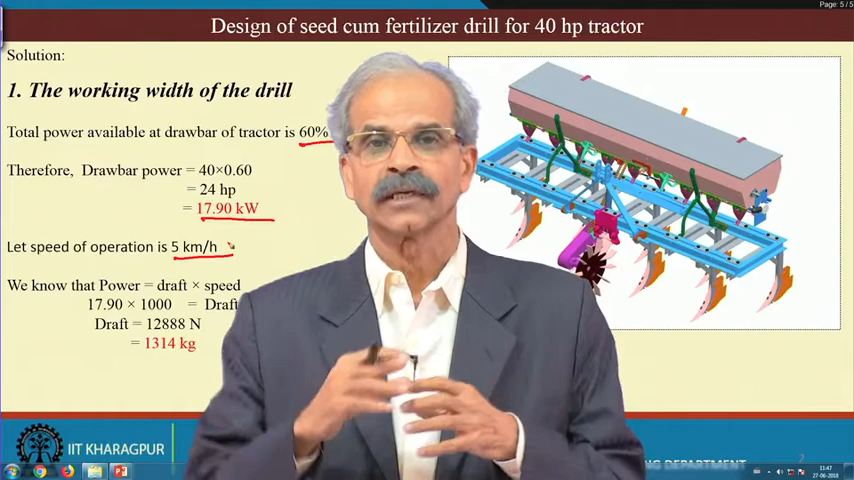 Page: 5 / 5
Design of seed cum fertilizer drill for 40 hp tractor
Solution:
1. The working width of the drill
Total power available at drawbar of tractor is 60%
Therefore, Drawbar power = 40×0.60
= 24 hp
= 17.90 kW
Let speed of operation is 5 km/h
We know that Power = draft × speed
17.90 × 1000 = Draft
Draft = 12888 N
= 1314 kg
IIT KHARAGPUR
DEPARTMENT
2
11:47
27-06-2018